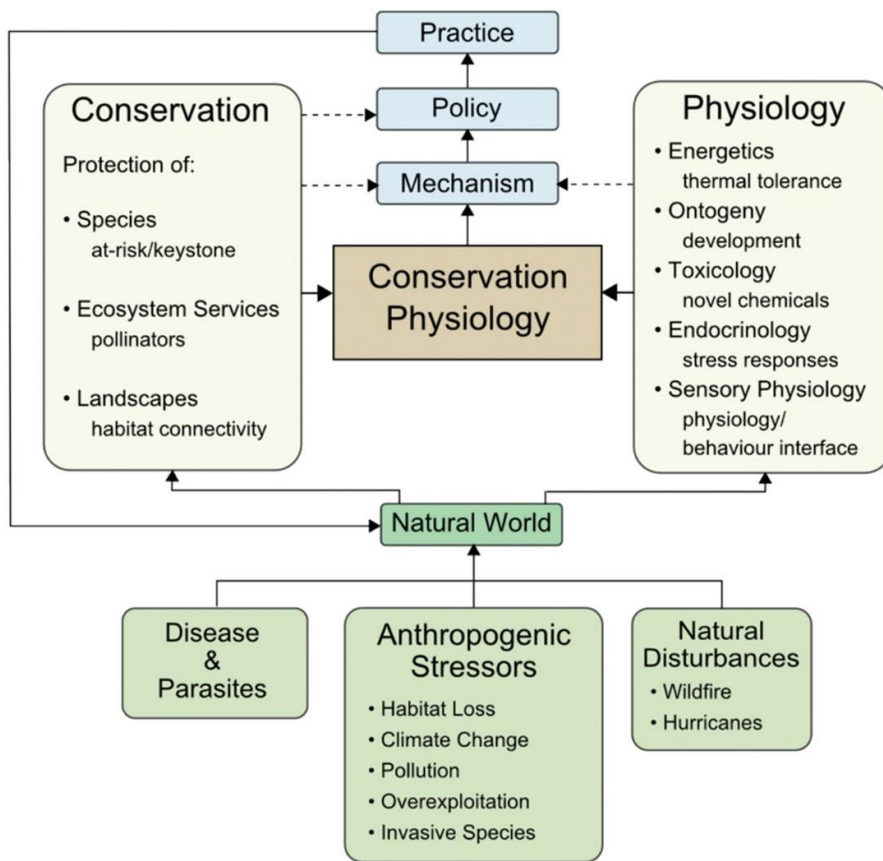 Practice
Policy
Mechanism
Conservation
Protection of:
• Species
at-risk/keystone
• Ecosystem Services
pollinators
• Landscapes
habitat connectivity
Conservation
Physiology
Physiology
• Energetics
thermal tolerance
• Ontogeny
development
• Toxicology
novel chemicals
• Endocrinology
stress responses
• Sensory Physiology
physiology/
behaviour interface
Natural World
Disease
&
Parasites
Anthropogenic
Stressors
• Habitat Loss
• Climate Change
• Pollution
• Overexploitation
• Invasive Species
Natural
Disturbances
• Wildfire
• Hurricanes